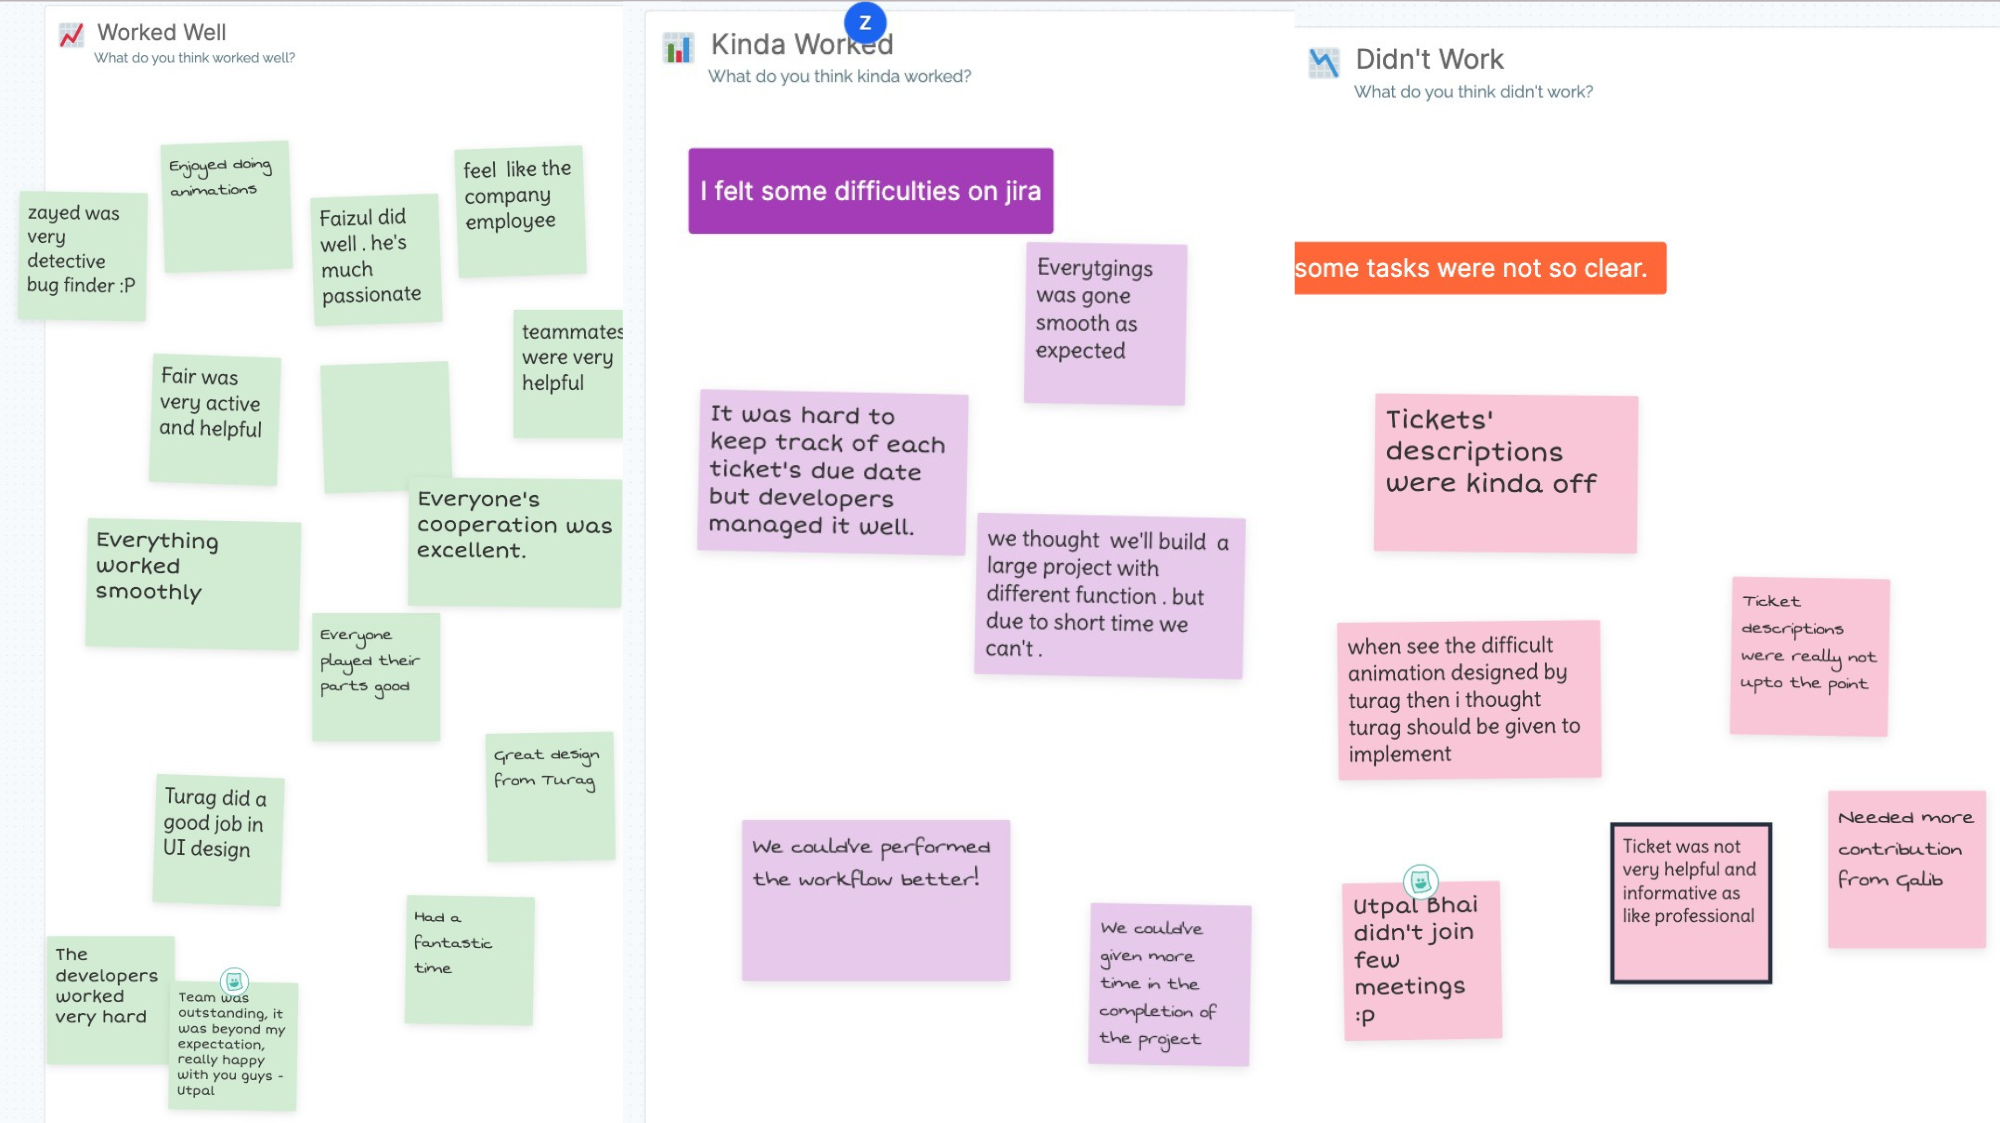 Worked Well
What do you think worked well?
Enjoyed doing
animations
feel like the
company
employee
zayed was
very
detective
bug finder :P
Faizul did
well . he's
much
passionate
teammates
were very
helpful
Fair was
very active
and helpful
Everyone's
cooperation was
excellent.
Everything
worked
smoothly
Everyone
played their
parts good
Great design
from Turag
Turag did a
good job in
UI design
Had a
fantastic
time
The
developers
worked
very hard
Team was
outstanding, it
was beyond my
expectation,
really happy
with you guys -
Utpal
Z
Kinda Worked
What do you think kinda worked?
I felt some difficulties on jira
Everytgings
was gone
smooth as
expected
It was hard to
keep track of each
ticket's due date
but developers
managed it well.
we thought we'll build a
large project with
different function . but
due to short time we
can't .
We could've performed
the workflow better!
We could've
given more
time in the
completion of
the project
Didn't Work
What do you think didn't work?
some tasks were not so clear.
Tickets'
descriptions
were kinda off
Ticket
descriptions
were really not
upto the point
when see the difficult
animation designed by
turag then i thought
turag should be given to
implement
Needed more
contribution
from Galib
Ticket was not
very helpful and
informative as
like professional
Utpal Bhai
didn't join
few
meetings
:p